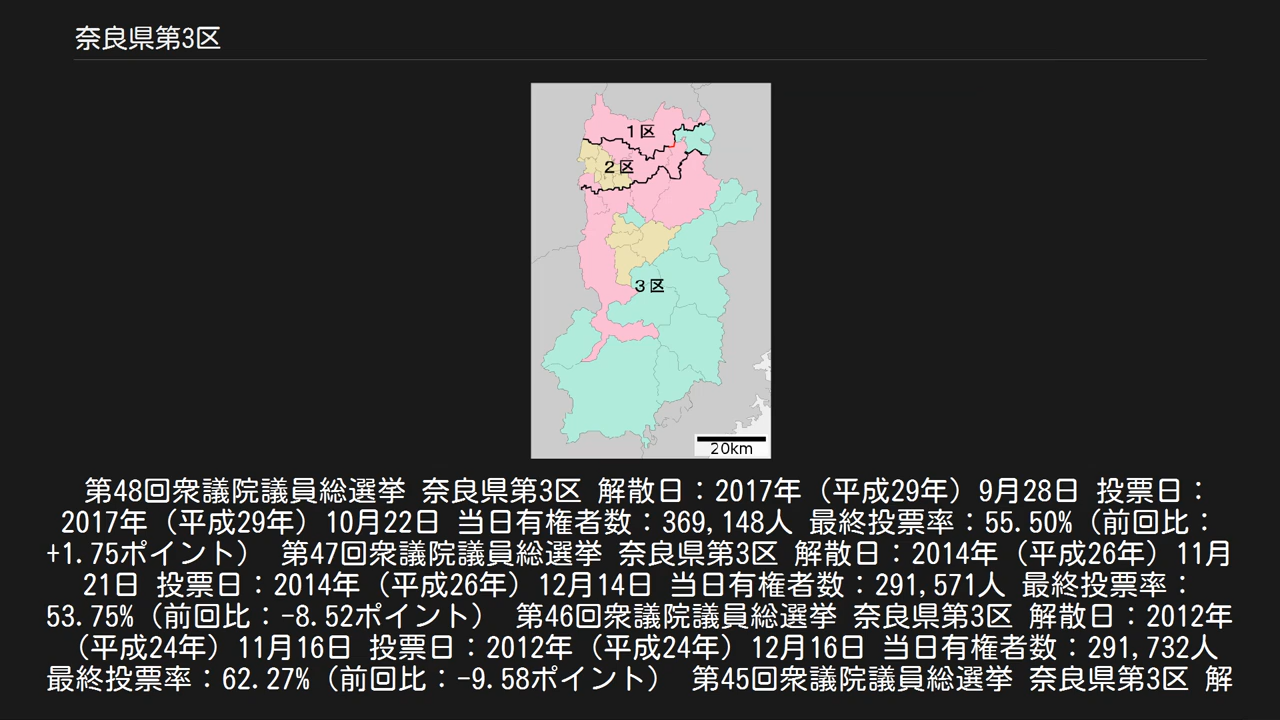 奈良県第3区
1区
2区
3区
20km
第48回衆議院議員総選挙 奈良県第3区 解散日：2017年（平成29年）9月28日 投票日：
2017年（平成29年）10月22日 当日有権者数：369,148人 最終投票率：55.50%（前回比：
+1.75ポイント） 第47回衆議院議員総選挙 奈良県第3区 解散日：2014年（平成26年）11月
21日 投票日：2014年（平成26年）12月14日 当日有権者数：291,571人 最終投票率：
53.75%（前回比：-8.52ポイント） 第46回衆議院議員総選挙 奈良県第3区 解散日：2012年
（平成24年）11月16日 投票日：2012年（平成24年）12月16日 当日有権者数：291,732人
最終投票率：62.27%（前回比：-9.58ポイント） 第45回衆議院議員総選挙 奈良県第3区 解